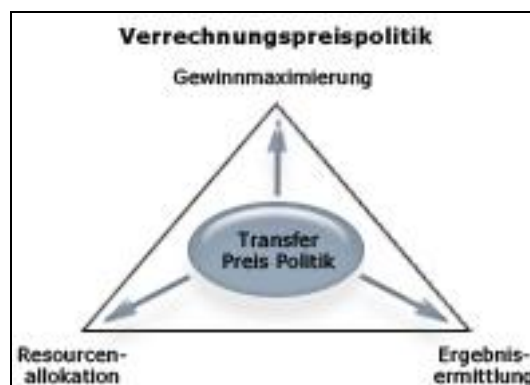 Verrechnungspreispolitik
Gewinnmaximierung
Transfer
Preis Politik
Resourcen-
allokation
Ergebnis-
ermittlung